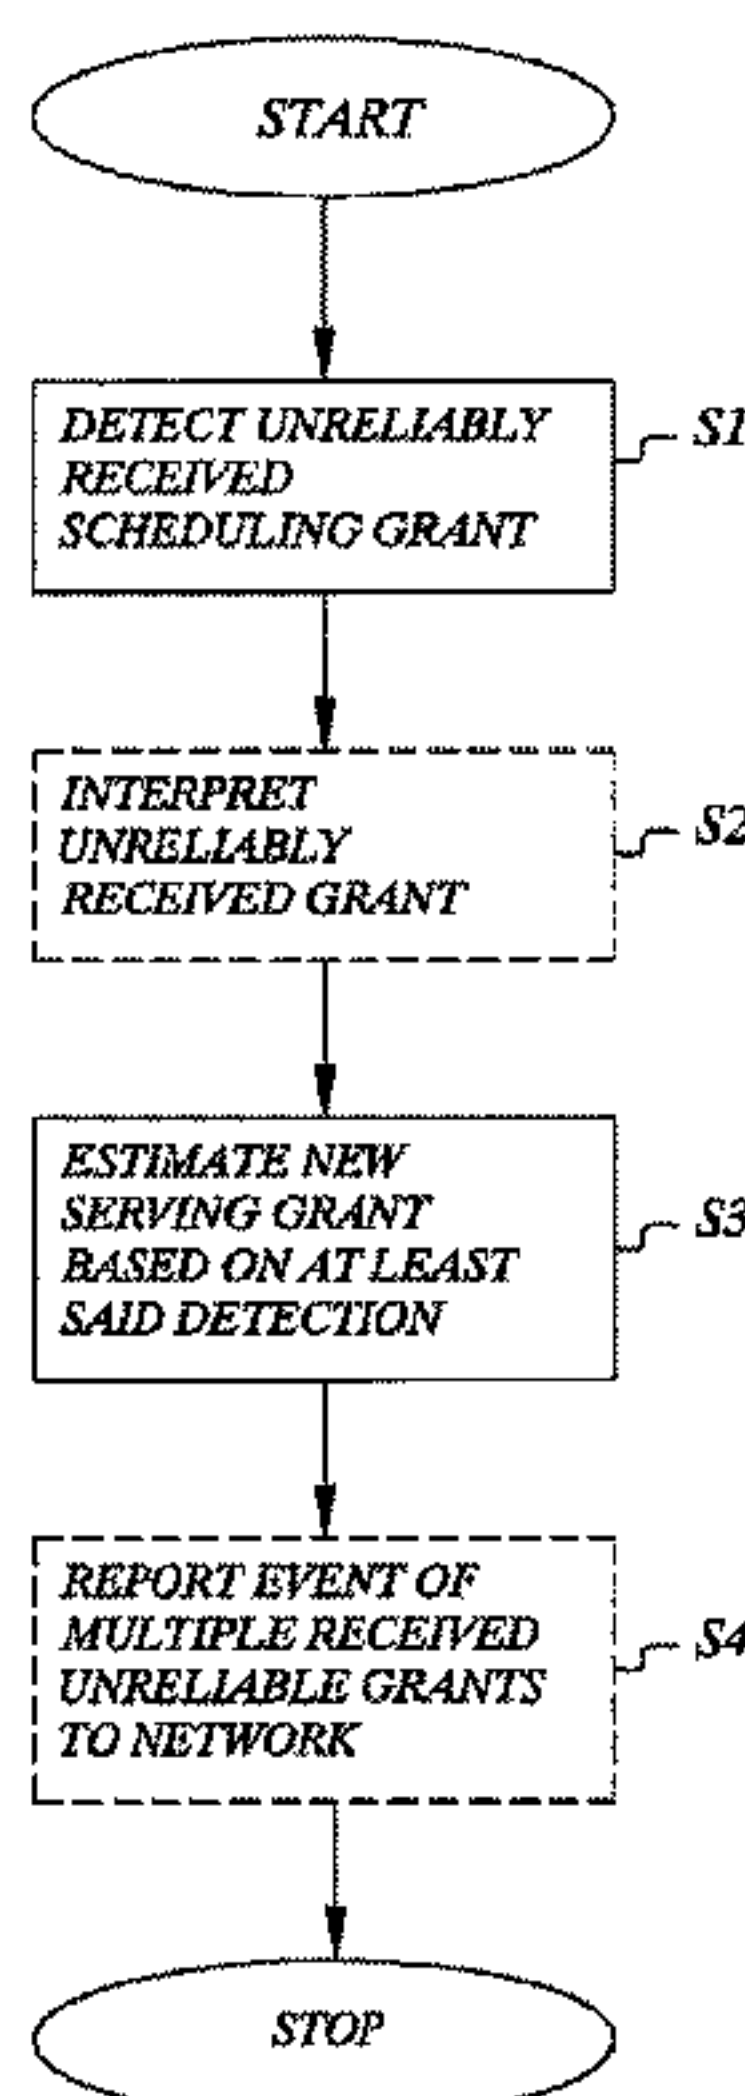 START
DETECT UNRELIABLY
RECEIVED
SCHEDULING GRANT
S1
INTERPRET
UNRELIABLY
RECEIVED GRANT
S2
ESTIMATE NEW
SERVING GRANT
BASED ON AT LEAST
SAID DETECTION
S3
REPORT EVENT OF
MULTIPLE RECEIVED
UNRELIABLE GRANTS
TO NETWORK
S4
STOP